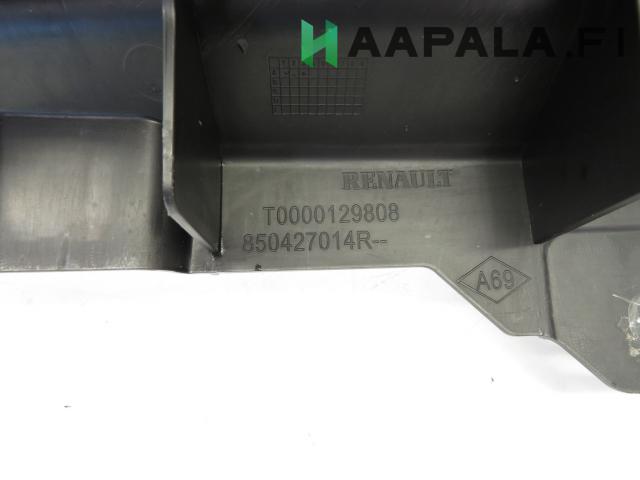 HAAPALA.FI
RENAULT
T0000129808
850427014R--
A69